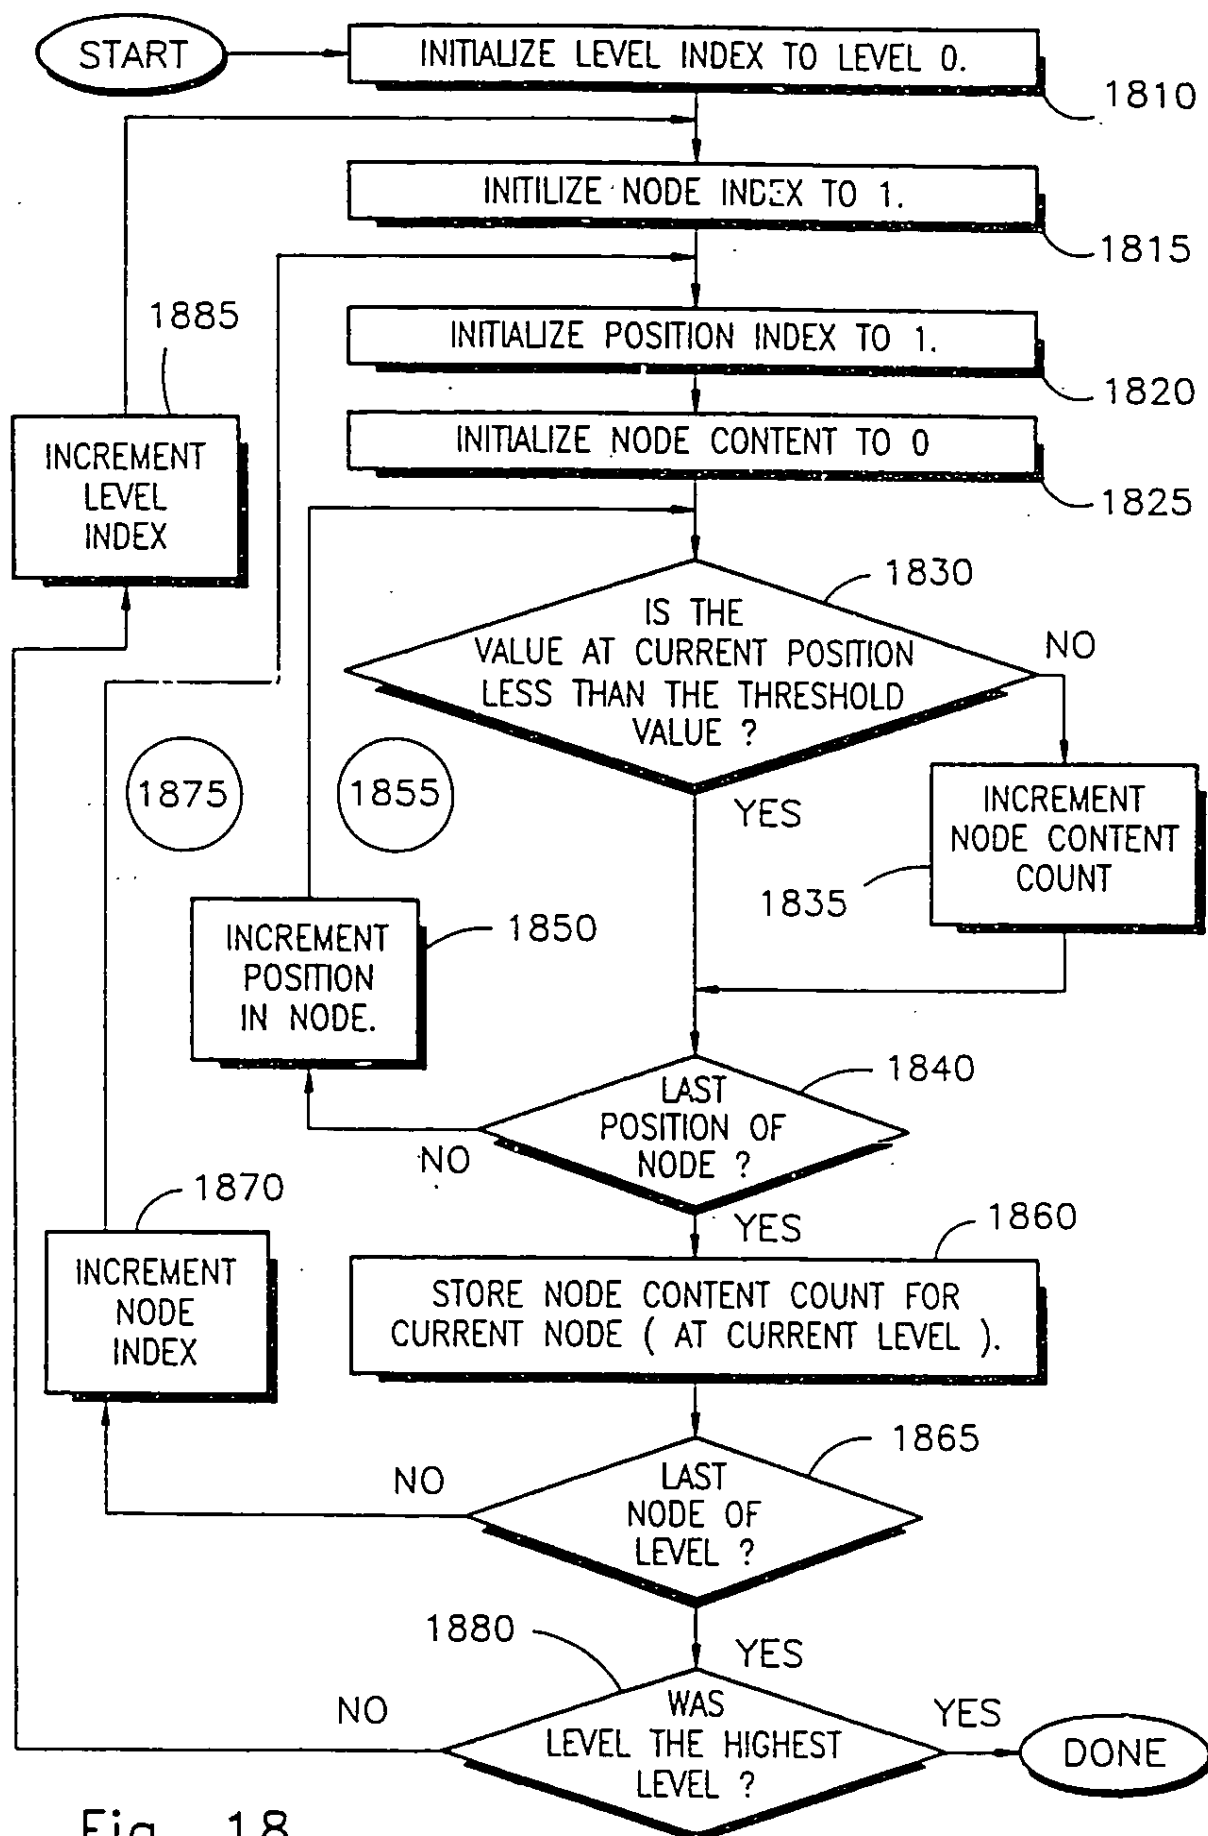 START
INITIALIZE LEVEL INDEX TO LEVEL 0.
1810
INITILIZE NODE INDEX TO 1.
1815
1885
INITIALIZE POSITION INDEX TO 1.
1820
INCREMENT
LEVEL
INDEX
INITIALIZE NODE CONTENT TO 0
1825
1830
IS THE
VALUE AT CURRENT POSITION
LESS THAN THE THRESHOLD
VALUE ?
NO
YES
1875
1855
INCREMENT
NODE CONTENT
COUNT
1835
INCREMENT
POSITION
IN NODE.
1850
1840
LAST
POSITION OF
NODE ?
NO
YES
1870
INCREMENT
NODE
INDEX
1860
STORE NODE CONTENT COUNT FOR
CURRENT NODE ( AT CURRENT LEVEL ).
1865
LAST
NODE OF
LEVEL ?
NO
YES
1880
WAS
LEVEL THE HIGHEST
LEVEL ?
NO
YES
DONE
Fig. 18